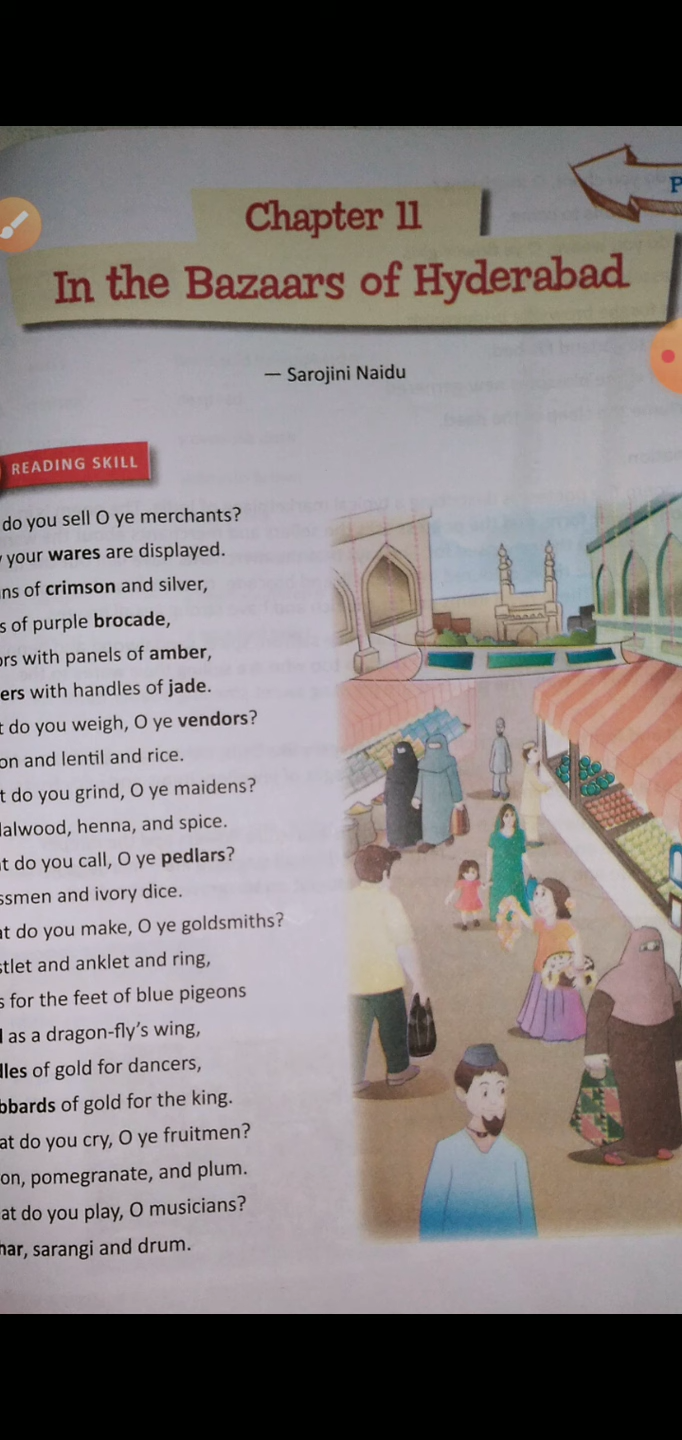 P
Chapter 11
In the Bazaars of Hyderabad
— Sarojini Naidu
READING SKILL
do you sell O ye merchants?
your wares are displayed.
ns of crimson and silver,
s of purple brocade,
ors with panels of amber,
ers with handles of jade.
t do you weigh, O ye vendors?
on and lentil and rice.
t do you grind, O ye maidens?
dalwood, henna, and spice.
at do you call, O ye pedlars?
ssmen and ivory dice.
at do you make, O ye goldsmiths?
stlet and anklet and ring,
s for the feet of blue pigeons
l as a dragon-fly's wing,
dles of gold for dancers,
bbards of gold for the king.
at do you cry, O ye fruitmen?
on, pomegranate, and plum.
at do you play, O musicians?
har, sarangi and drum.